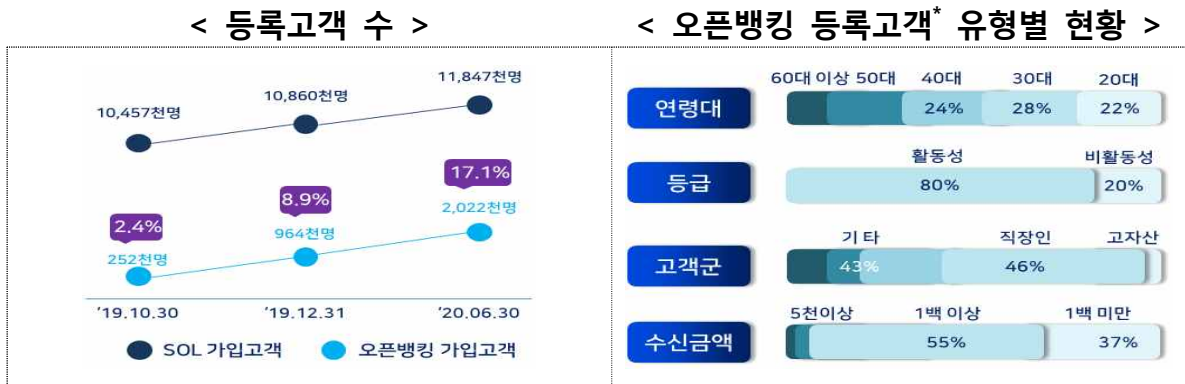 < 등록고객 수 >
11,847천명
10,860천명
10,457천명
17.1%
8.9%
2,022천명
2.4%
964천명
252천명
'19.10.30 '19.12.31 '20.06.30
SOL 가입고객 오픈뱅킹 가입고객
< 오픈뱅킹 등록고객* 유형별 현황 >
60대 이상 50대 40대 30대 20대
연령대 24% 28% 22%
활동성 비활동성
등급 80% 20%
기타 직장인 고자산
고객군 43% 46%
5천이상 1백 이상 1백 미만
수신금액 55% 37%